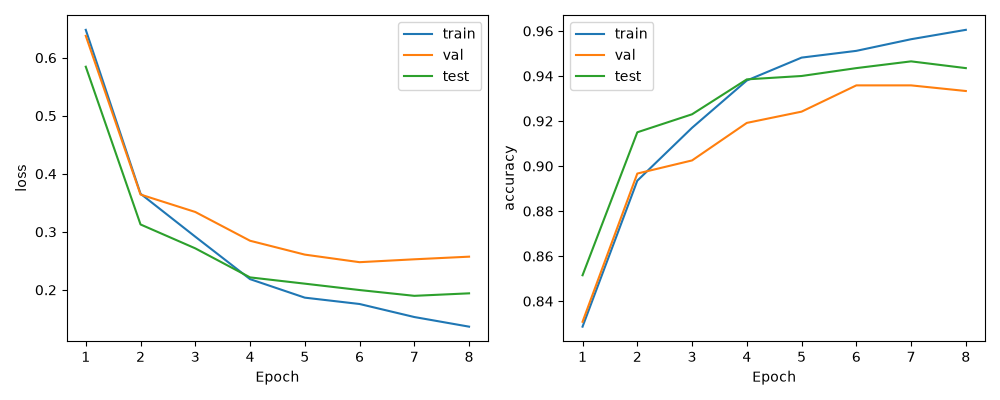 train
val
test
0.6
0.5
0.4
0.3
0.2
loss
1 2 3 4 5 6 7 8
Epoch
train
val
test
0.96
0.94
0.92
0.90
0.88
0.86
0.84
accuracy
1 2 3 4 5 6 7 8
Epoch